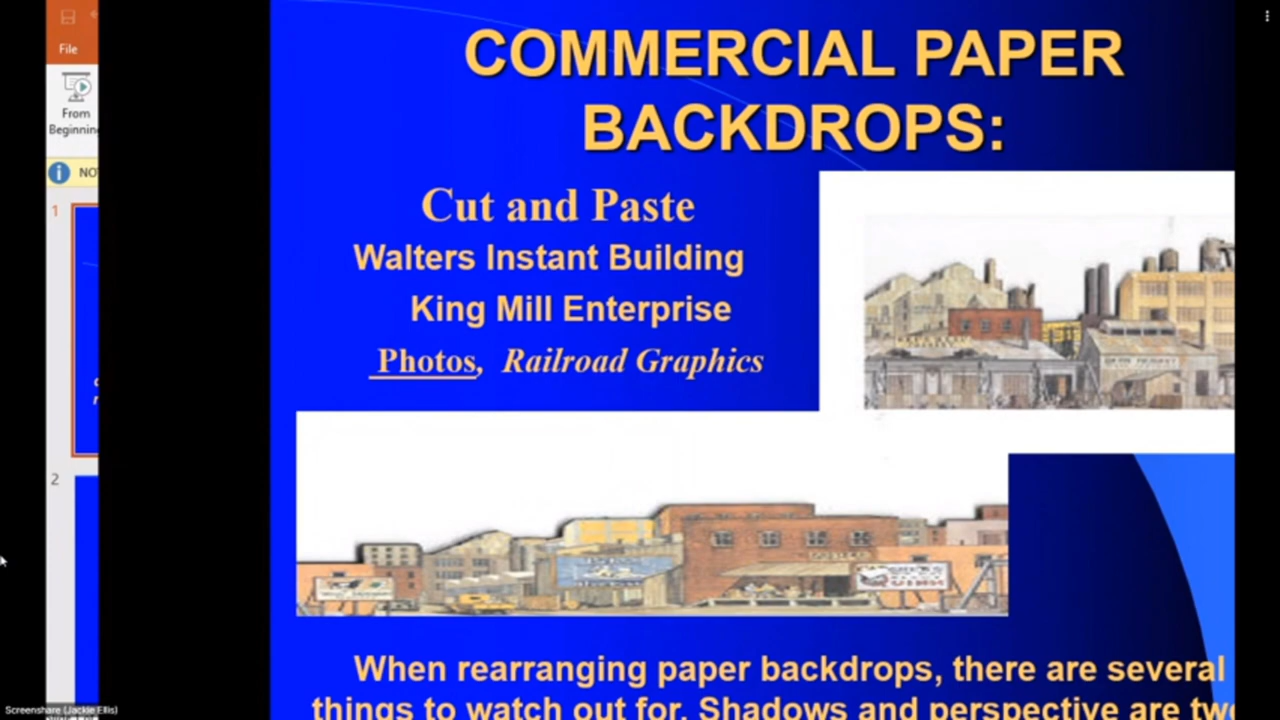 File
From
Beginning
NO
1
2
COMMERCIAL PAPER
BACKDROPS:
Cut and Paste
Walters Instant Building
King Mill Enterprise
Photos, Railroad Graphics
When rearranging paper backdrops, there are several
things to watch out for. Shadows and perspective are two
Screenshare (Jackie Ellis)